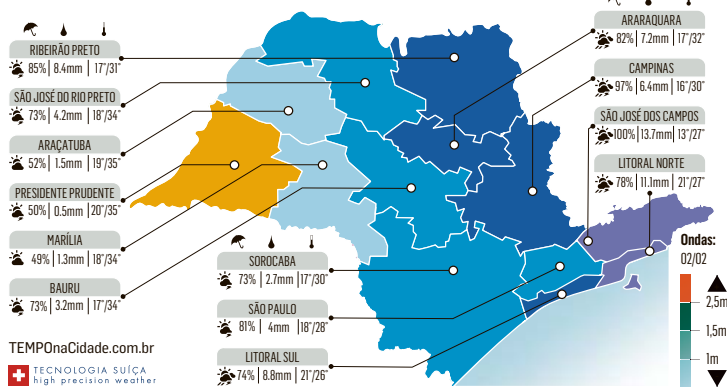 RIBEIRÃO PRETO
85% | 8.4mm | 17°/31°
SÃO JOSÉ DO RIO PRETO
73% | 4.2mm | 18°/34°
ARAÇATUBA
52% | 1.5mm | 19°/35°
PRESIDENTE PRUDENTE
50% | 0.5mm | 20°/35°
MARÍLIA
49% | 1.3mm | 18°/34°
BAURU
73% | 3.2mm | 17°/34°
SOROCABA
73% | 2.7mm | 17°/30°
SÃO PAULO
81% | 4mm | 18°/28°
LITORAL SUL
74% | 8.8mm | 21°/26°
ARARAQUARA
82% | 7.2mm | 17°/32°
CAMPINAS
97% | 6.4mm | 16°/30°
SÃO JOSÉ DOS CAMPOS
100% | 13.7mm | 13°/27°
LITORAL NORTE
78% | 11.1mm | 21°/27°
Ondas:
02/02
2,5m
1,5m
1m
TEMPOnaCidade.com.br
TECNOLOGIA SUÍÇA
high precision weather